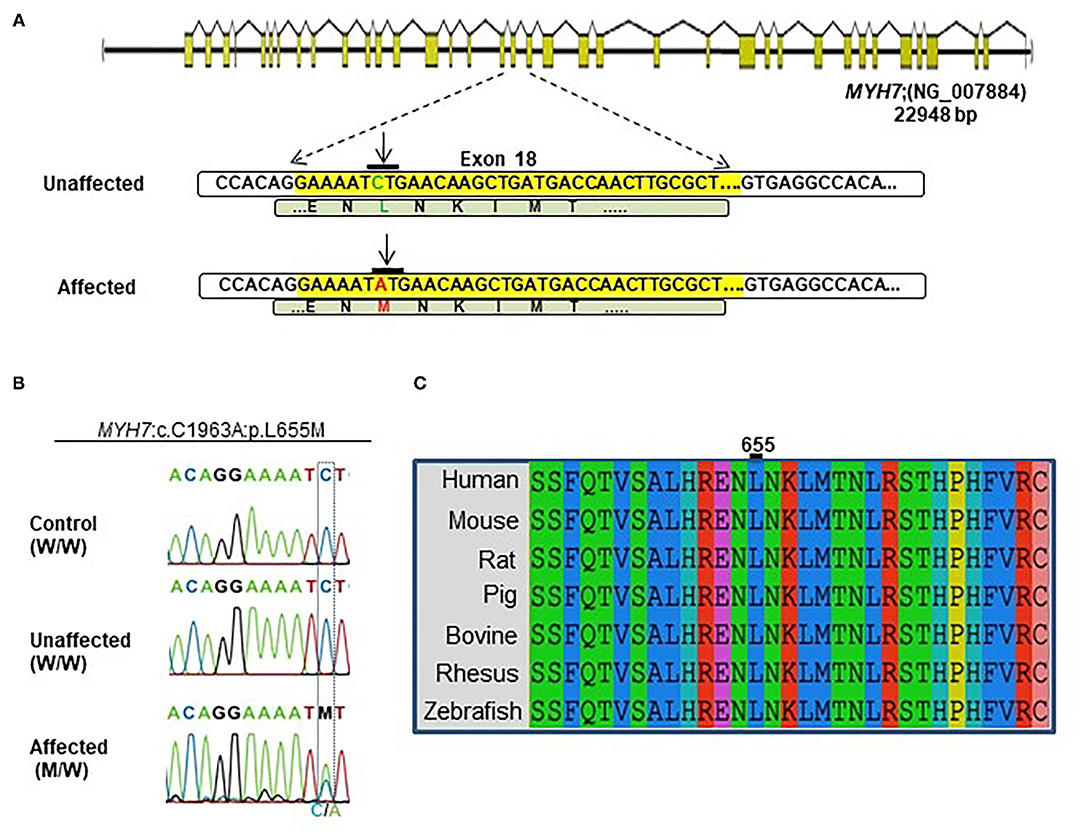 A
MYH7;(NG_007884)
22948 bp
Exon 18
Unaffected
CCACAGGAAAATCTGAACAAGCTGATGACCAACTTGCGCT....GTGAGGCCACA...
...E N L N K I M T .....
Affected
CCACAGGAAAATATGAACAAGCTGATGACCAACTTGCGCT....GTGAGGCCACA...
...E N M N K I M T .....
B
MYH7:c.C1963A:p.L655M
ACAGGAAAATCT
Control
(W/W)
ACAGGAAAATCT
Unaffected
(W/W)
ACAGGAAAATMT
Affected
(M/W)
C/A
C
655
Human SSFQTVSALHRENLNKLMTNLRSTHPHFVRC
Mouse SSFQTVSALHRENLNKLMTNLRSTHPHFVRC
Rat SSFQTVSALHRENLNKLMTNLRSTHPHFVRC
Pig SSFQTVSALHRENLNKLMTNLRSTHPHFVRC
Bovine SSFQTVSALHRENLNKLMTNLRSTHPHFVRC
Rhesus SSFQTVSALHRENLNKLMTNLRSTHPHFVRC
Zebrafish SSFQTVSALHRENLNKLMTNLRSTHPHFVRC